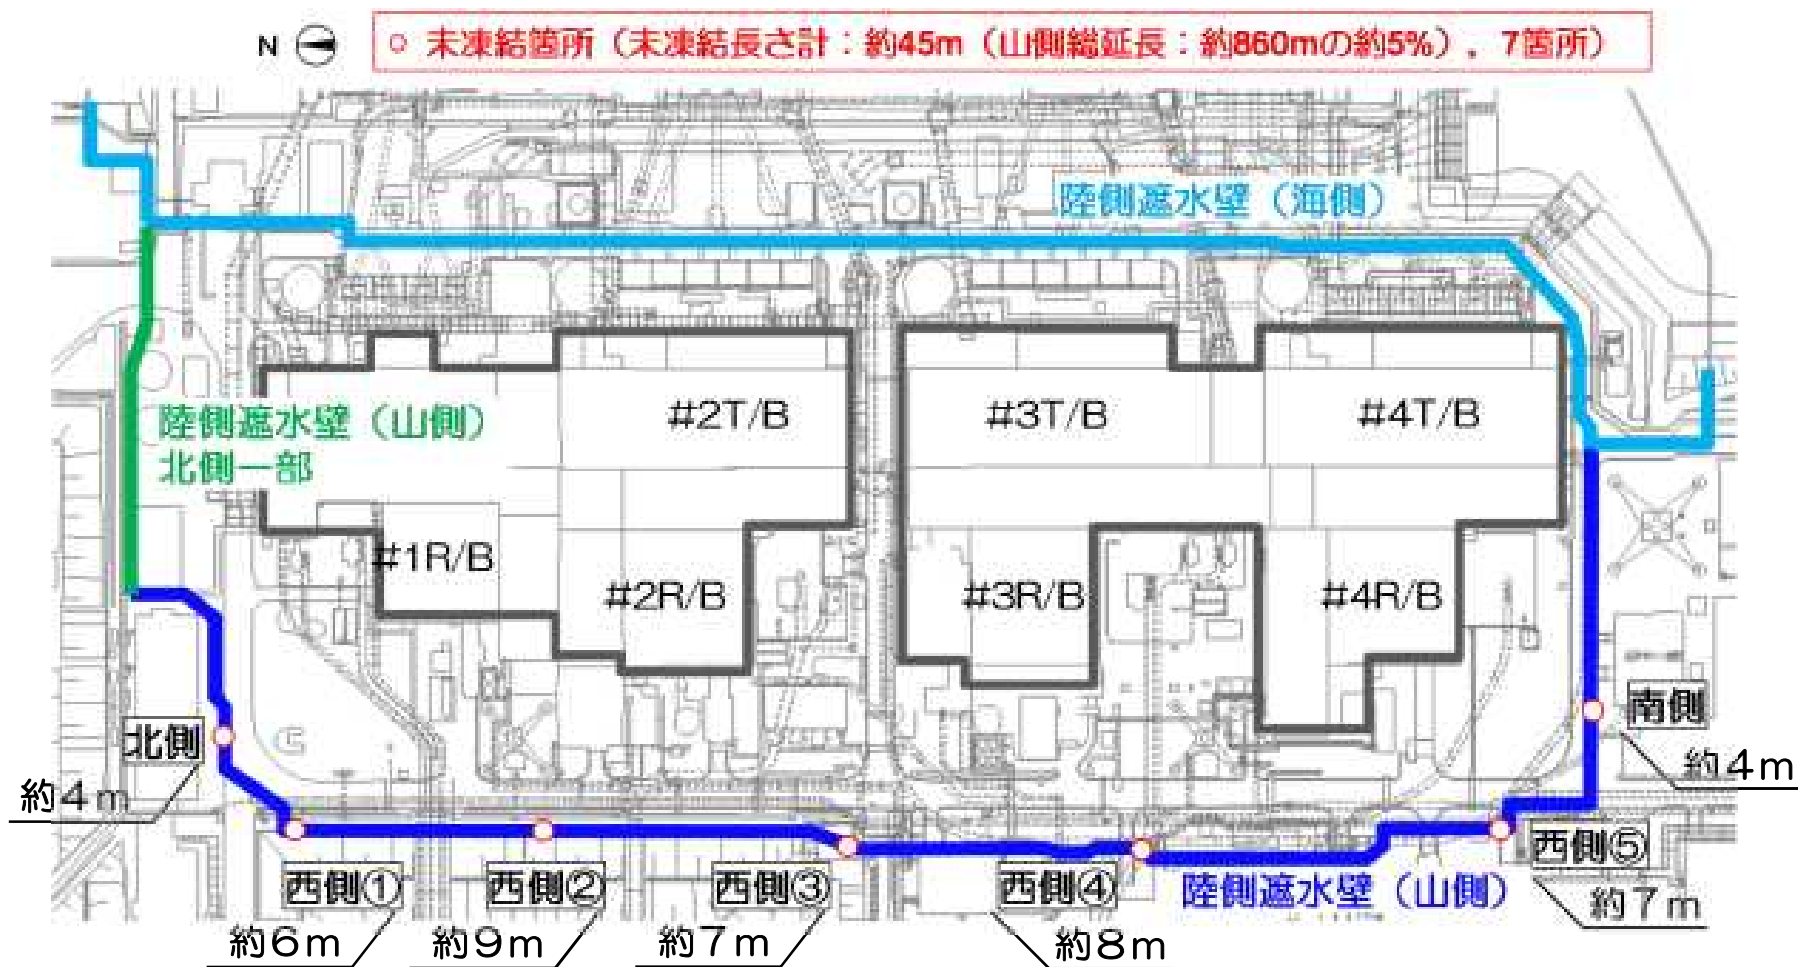 N
○ 未凍結箇所（未凍結長さ計：約45m（山側総延長：約860mの約5%）、7箇所）
陸側遮水壁（海側）
陸側遮水壁（山側）
北側一部
#2T/B
#3T/B
#4T/B
#1R/B
#2R/B
#3R/B
#4R/B
北側
約4m
南側
約4m
西側①
約6m
西側②
約9m
西側③
約7m
西側④
約8m
陸側遮水壁（山側）
西側⑤
約7m